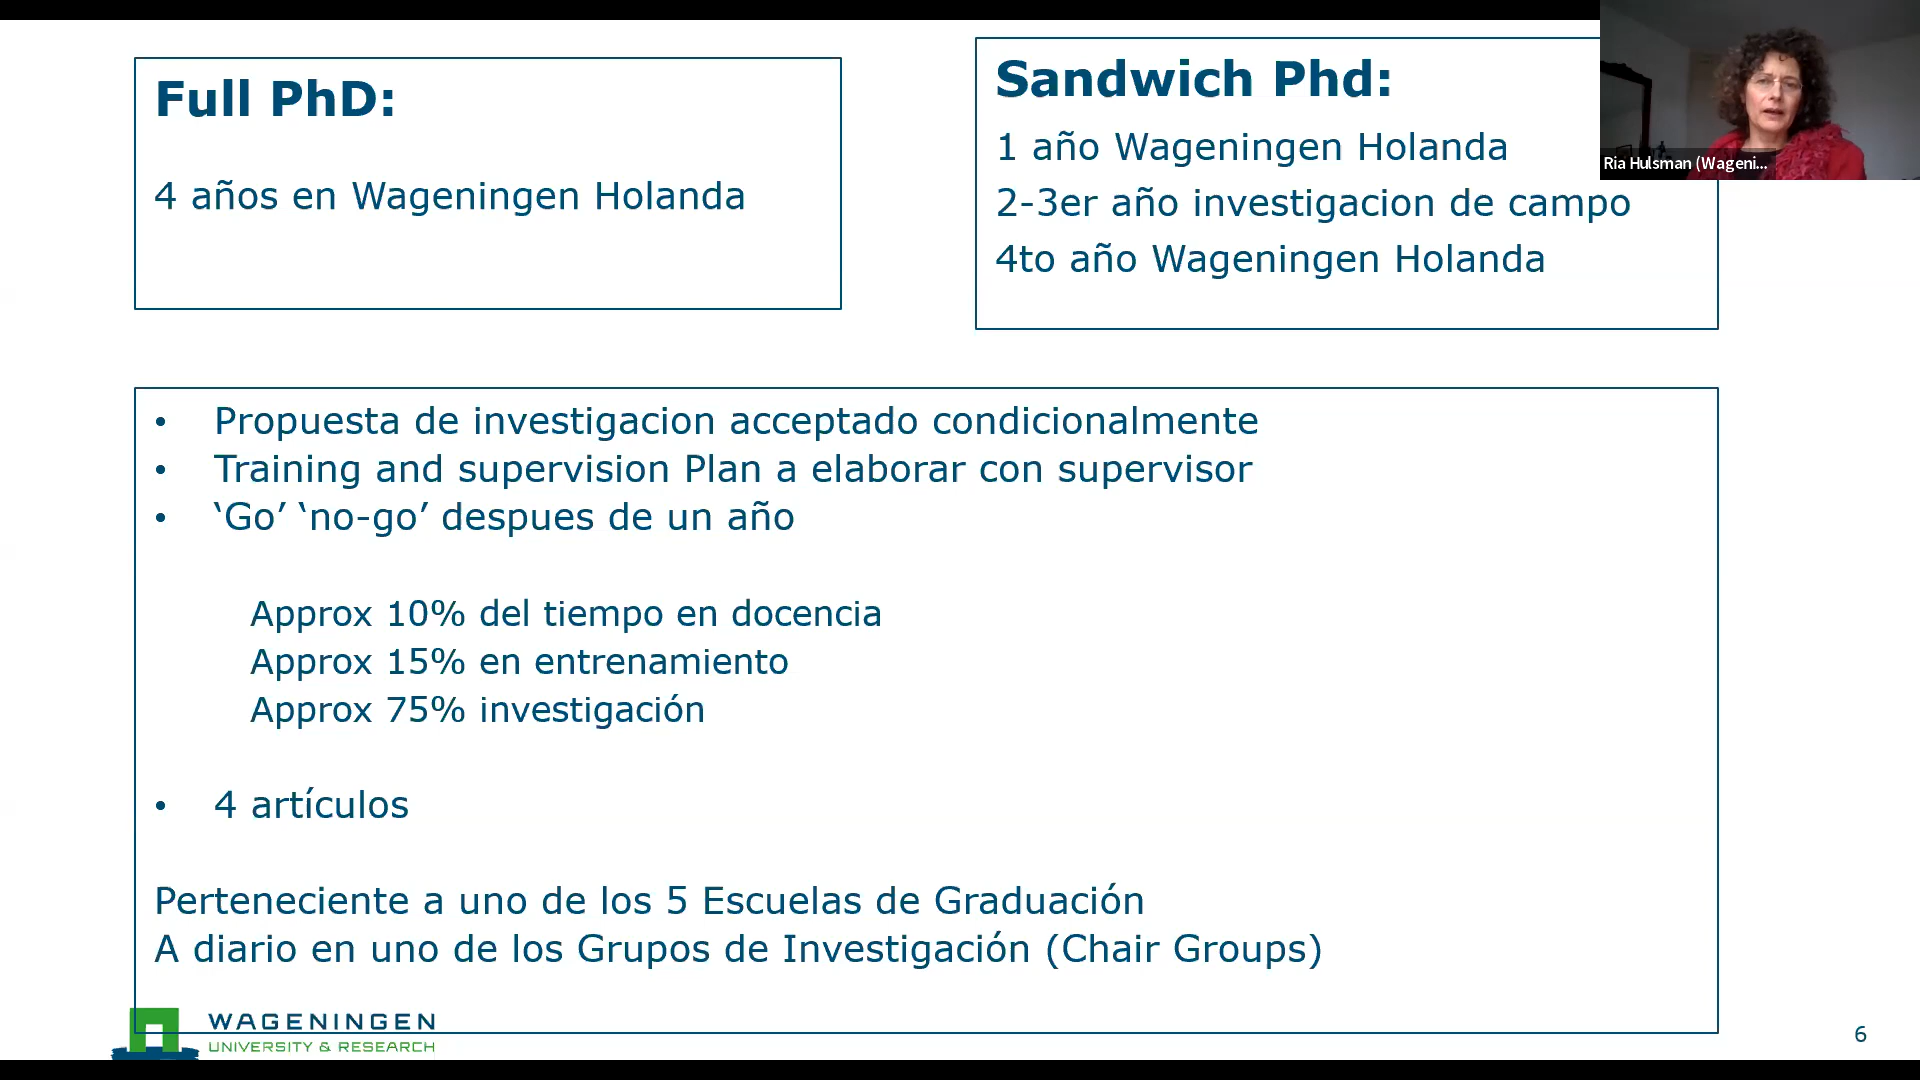 Full PhD:
4 años en Wageningen Holanda
Sandwich Phd:
1 año Wageningen Holanda
2-3er año investigacion de campo
4to año Wageningen Holanda
Ria Hulsman (Wageni...
• Propuesta de investigacion acceptado condicionalmente
• Training and supervision Plan a elaborar con supervisor
• ‘Go’ ‘no-go’ despues de un año
Approx 10% del tiempo en docencia
Approx 15% en entrenamiento
Approx 75% investigación
• 4 artículos
Perteneciente a uno de los 5 Escuelas de Graduación
A diario en uno de los Grupos de Investigación (Chair Groups)
WAGENINGEN
UNIVERSITY & RESEARCH
6